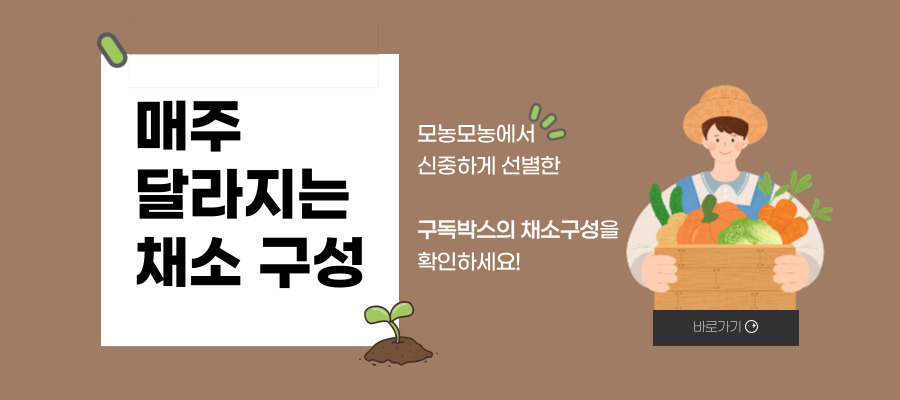 매주
달라지는
채소 구성
모농모농에서
신중하게 선별한
구독박스의 채소구성을
확인하세요!
바로가기